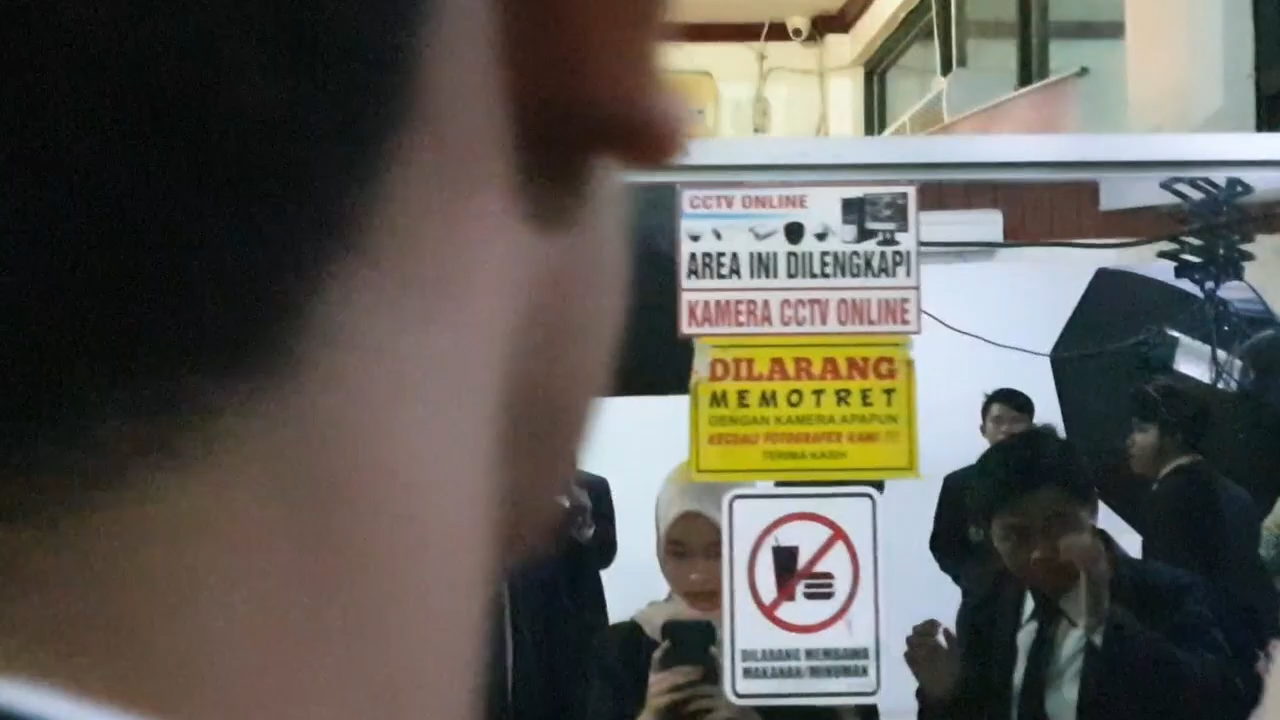 CCTV ONLINE
AREA INI DILENGKAPI
KAMERA CCTV ONLINE
DILARANG
MEMOTRET
DENGAN KAMERA APAPUN
KECUALI FOTOGRAFER KAMI !!!
TERIMA KASIH
DILARANG MEMBAWA
MAKANAN/MINUMAN